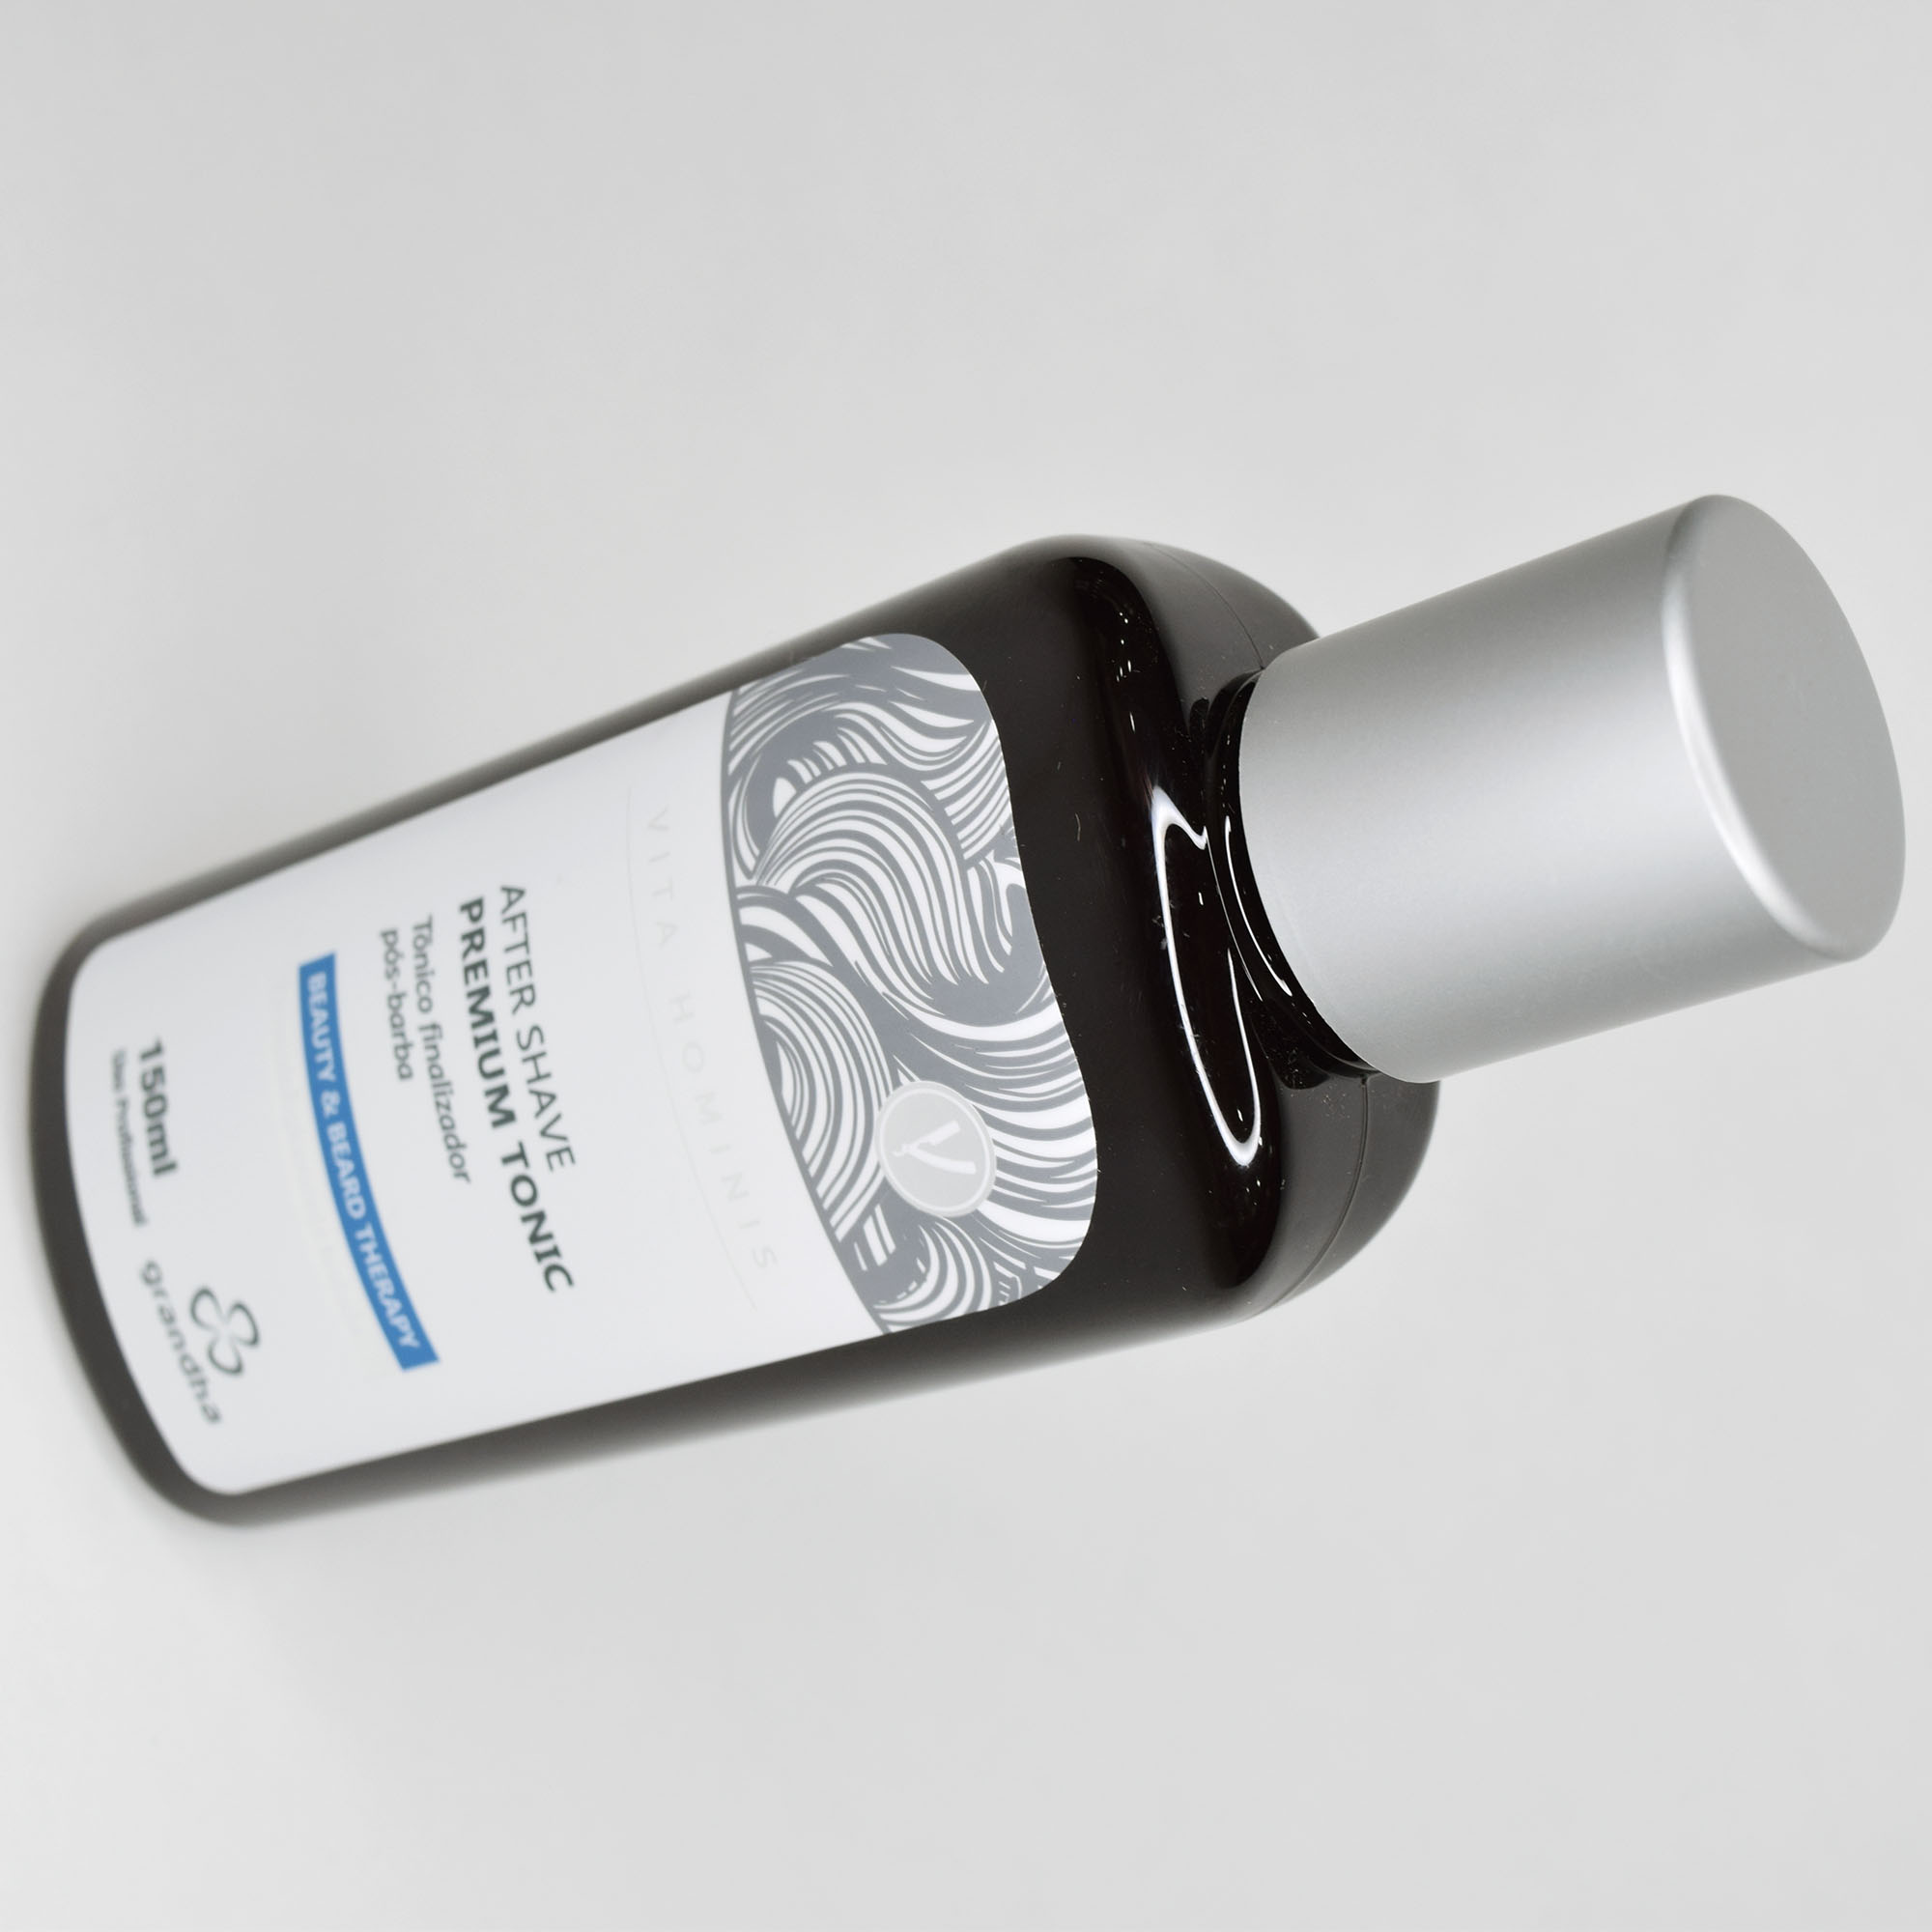 VITA HOMINIS
AFTER SHAVE
PREMIUM TONIC
Tônico finalizador
pós-barba
BEAUTY & BEARD THERAPY
150ml
Uso Profissional
grandha